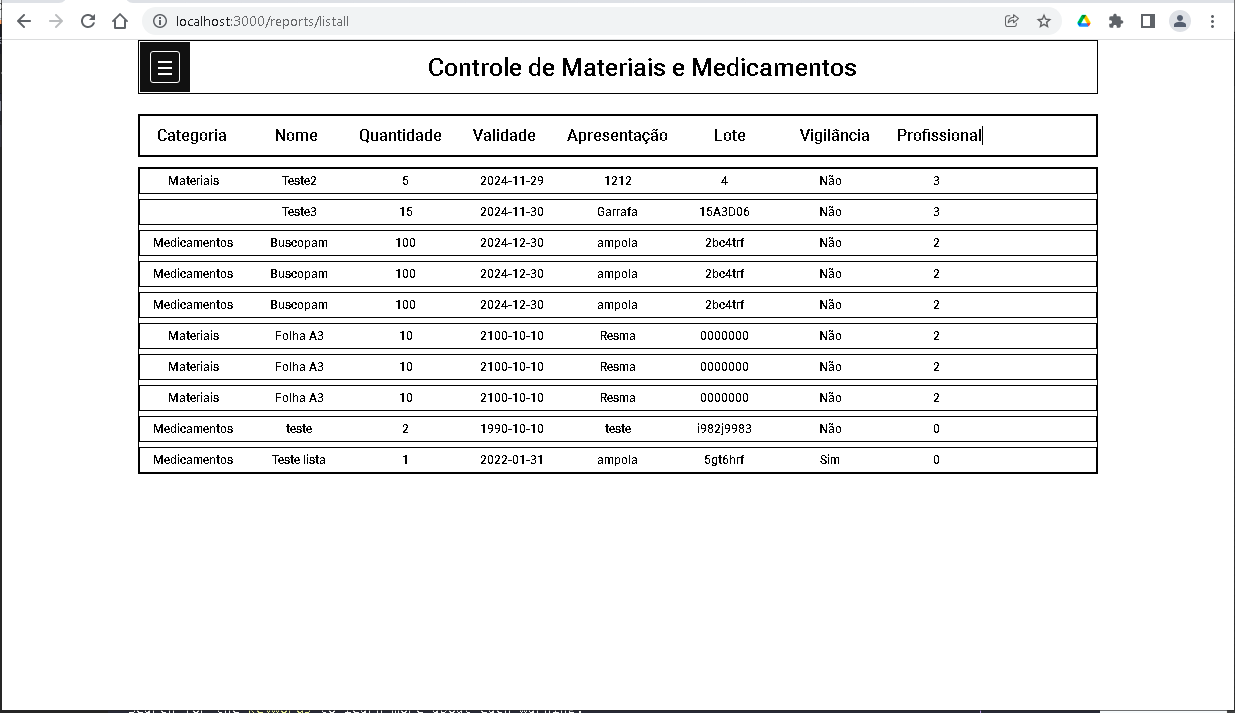 localhost:3000/reports/listall
Controle de Materiais e Medicamentos
Categoria Nome Quantidade Validade Apresentação Lote Vigilância Profissional
Materiais Teste2 5 2024-11-29 1212 4 Não 3
Teste3 15 2024-11-30 Garrafa 15A3D06 Não 3
Medicamentos Buscopam 100 2024-12-30 ampola 2bc4trf Não 2
Medicamentos Buscopam 100 2024-12-30 ampola 2bc4trf Não 2
Medicamentos Buscopam 100 2024-12-30 ampola 2bc4trf Não 2
Materiais Folha A3 10 2100-10-10 Resma 0000000 Não 2
Materiais Folha A3 10 2100-10-10 Resma 0000000 Não 2
Materiais Folha A3 10 2100-10-10 Resma 0000000 Não 2
Medicamentos teste 2 1990-10-10 teste i982j9983 Não 0
Medicamentos Teste lista 1 2022-01-31 ampola 5gt6hrf Sim 0